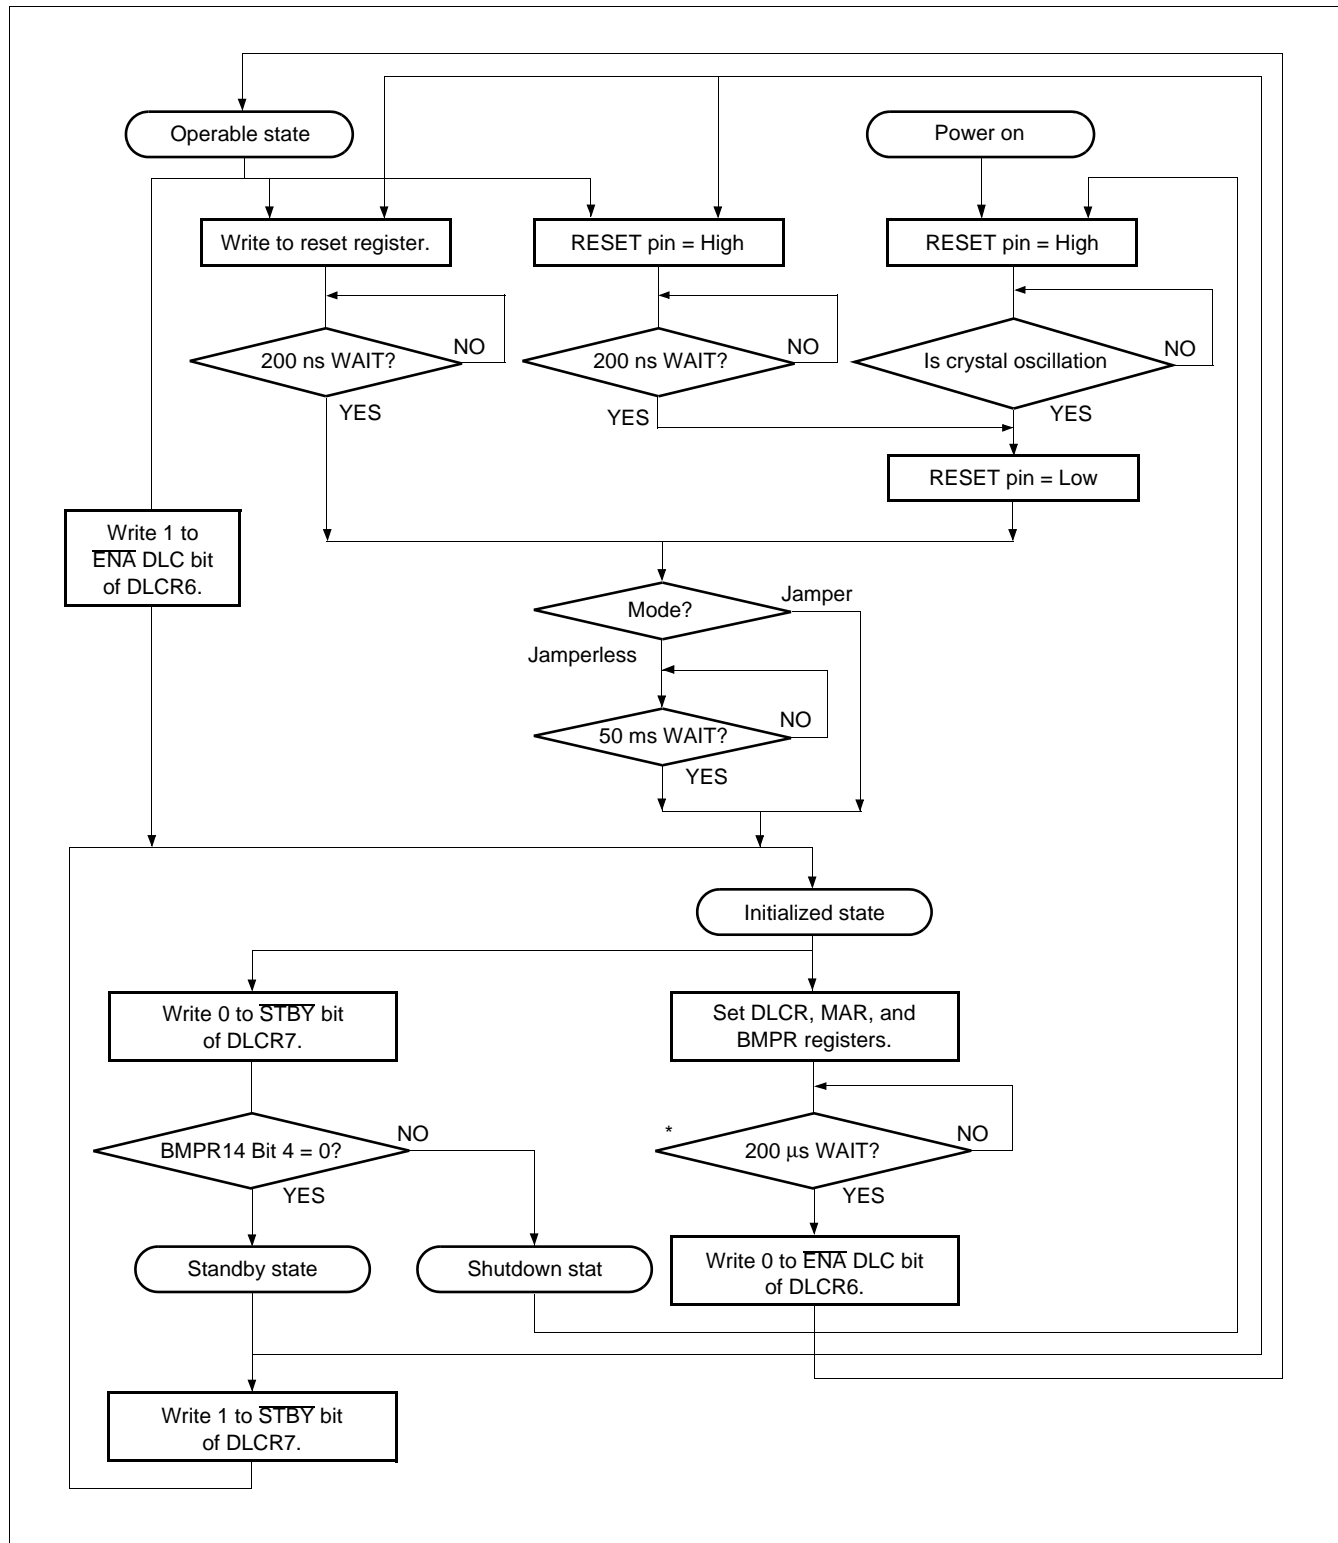 Operable state
Power on
Write to reset register.
RESET pin = High
RESET pin = High
200 ns WAIT?
NO
200 ns WAIT?
NO
Is crystal oscillation
NO
YES
YES
YES
RESET pin = Low
Write 1 to
E̅N̅A̅ DLC bit
of DLCR6.
Mode?
Jamper
Jamperless
50 ms WAIT?
NO
YES
Initialized state
Write 0 to S̅T̅B̅Y̅ bit
of DLCR7.
Set DLCR, MAR, and
BMPR registers.
BMPR14 Bit 4 = 0?
NO
YES
*
200 µs WAIT?
NO
YES
Standby state
Shutdown stat
Write 0 to E̅N̅A̅ DLC bit
of DLCR6.
Write 1 to S̅T̅B̅Y̅ bit
of DLCR7.